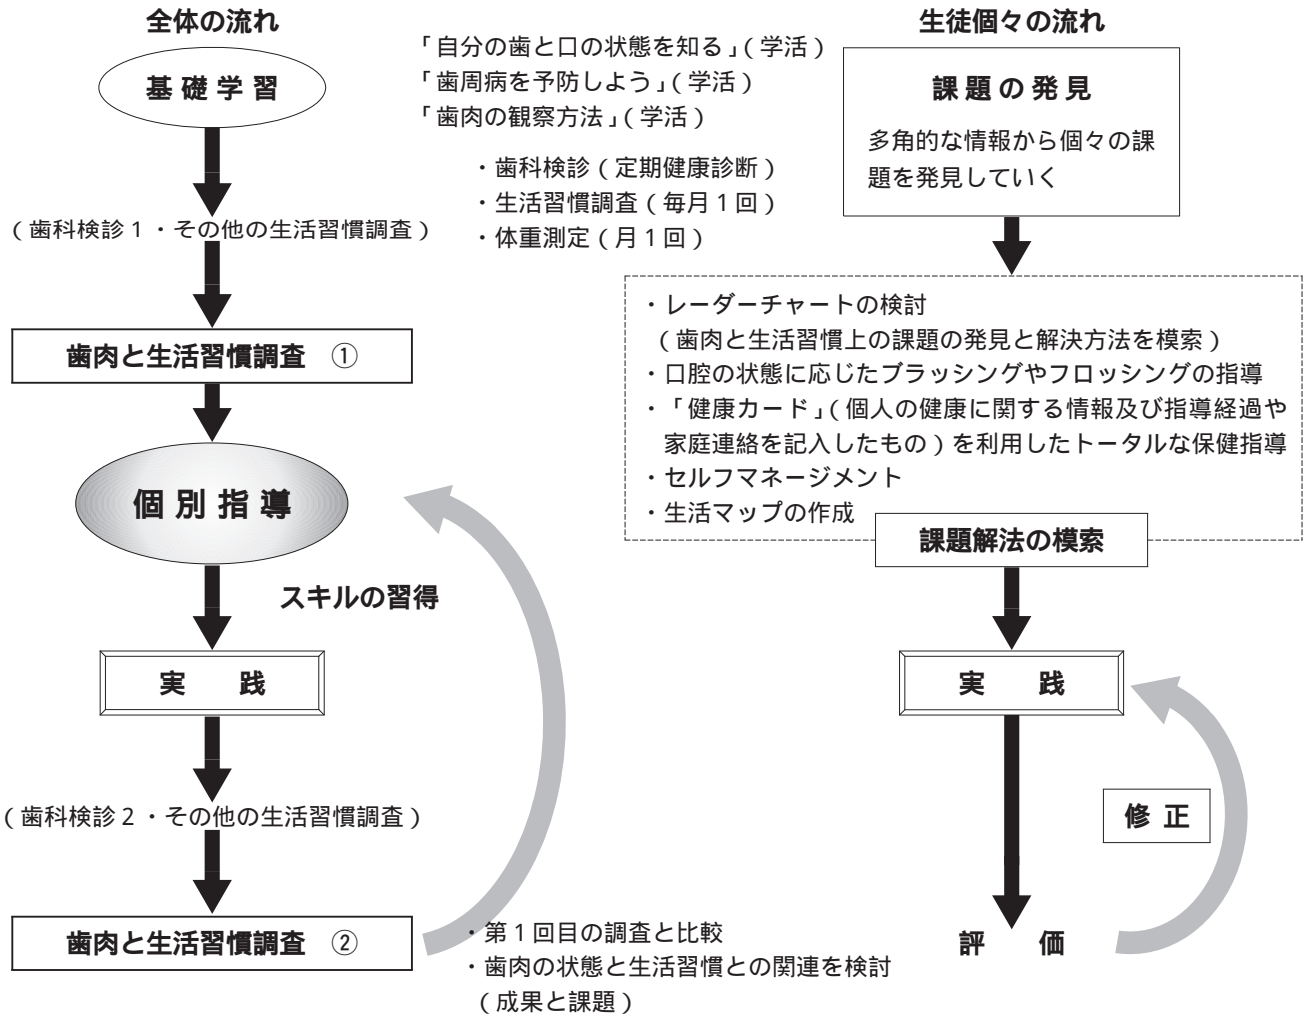 全体の流れ
基礎学習
「自分の歯と口の状態を知る」(学活)
「歯周病を予防しよう」(学活)
「歯肉の観察方法」(学活)
・歯科検診(定期健康診断)
・生活習慣調査(毎月1回)
・体重測定(月1回)
(歯科検診1・その他の生活習慣調査)
歯肉と生活習慣調査 ①
個別指導
スキルの習得
実 践
(歯科検診2・その他の生活習慣調査)
歯肉と生活習慣調査 ②
・第1回目の調査と比較
・歯肉の状態と生活習慣との関連を検討
(成果と課題)
生徒個々の流れ
課題の発見
多角的な情報から個々の課
題を発見していく
・レーダーチャートの検討
(歯肉と生活習慣上の課題の発見と解決方法を模索)
・口腔の状態に応じたブラッシングやフロッシングの指導
・「健康カード」(個人の健康に関する情報及び指導経過や
家庭連絡を記入したもの)を利用したトータルな保健指導
・セルフマネージメント
・生活マップの作成
課題解法の模索
実 践
修正
評 価